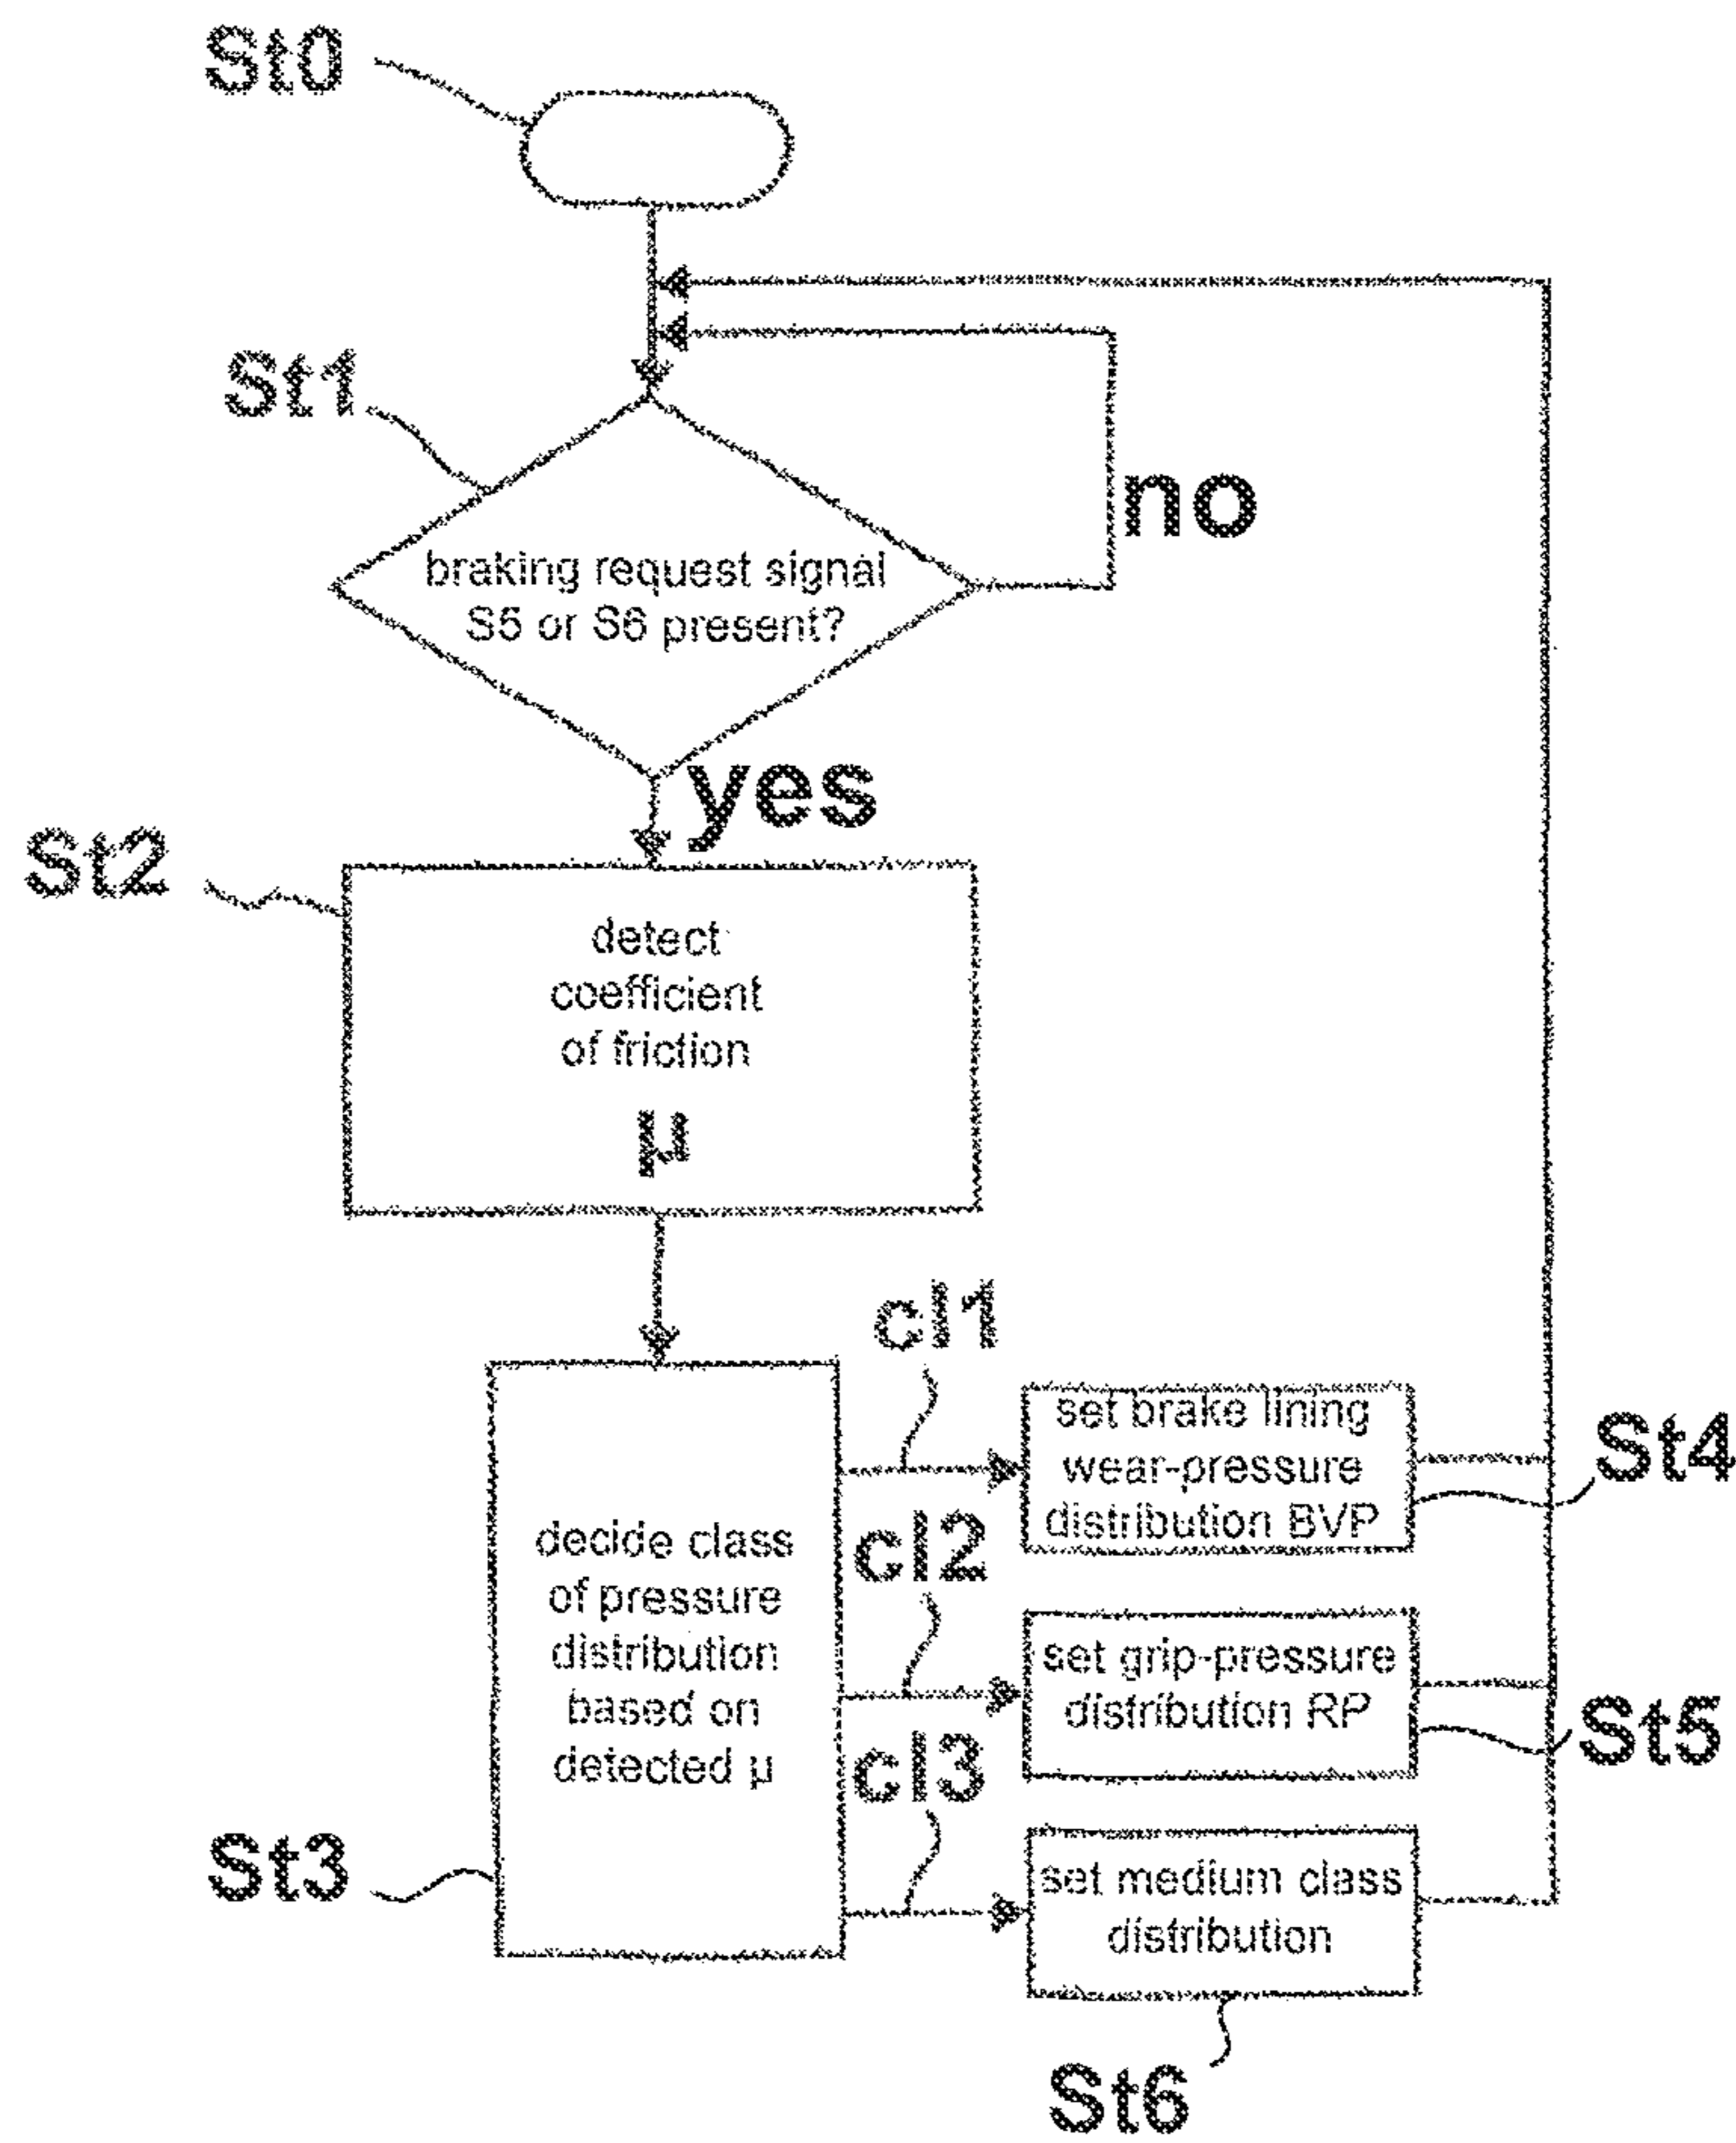 St0
St1
no
braking request signal
S5 or S6 present?
yes
St2
detect
coefficient
of friction
μ
cl1
set brake lining
wear-pressure
distribution BVP
St4
cl2
decide class
of pressure
distribution
based on
detected μ
set grip-pressure
distribution RP
St5
cl3
St3
set medium class
distribution
St6